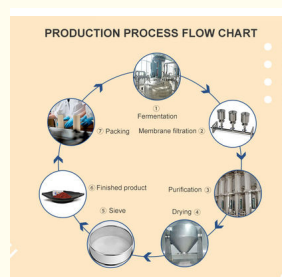 PRODUCTION PROCESS FLOW CHART
① Fermentation
Membrane filtration ②
Purification ③
Drying ④
⑤ Sieve
⑥ Finished product
⑦ Packing